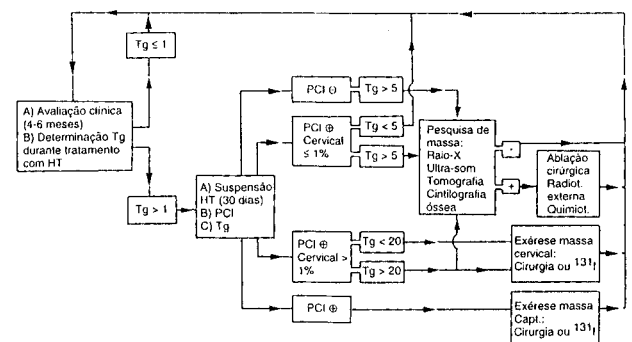 Tg ≤ 1
A) Avaliação clínica
(4-6 meses)
B) Determinação Tg
durante tratamento
com HT
Tg > 1
A) Suspensão
HT (30 dias)
B) PCI
C) Tg
PCI ⊖
Tg > 5
PCI ⊕
Cervical
≤ 1%
Tg < 5
Tg > 5
PCI ⊕
Cervical >
1%
Tg < 20
Tg > 20
PCI ⊕
Pesquisa de
massa:
Raio-X
Ultra-som
Tomografia
Cintilografia
óssea
-
+
Ablação
cirúrgica
Radiot.
externa
Quimiot.
Exérese massa
cervical:
Cirurgia ou 131I
Exérese massa
Capt.:
Cirurgia ou 131I